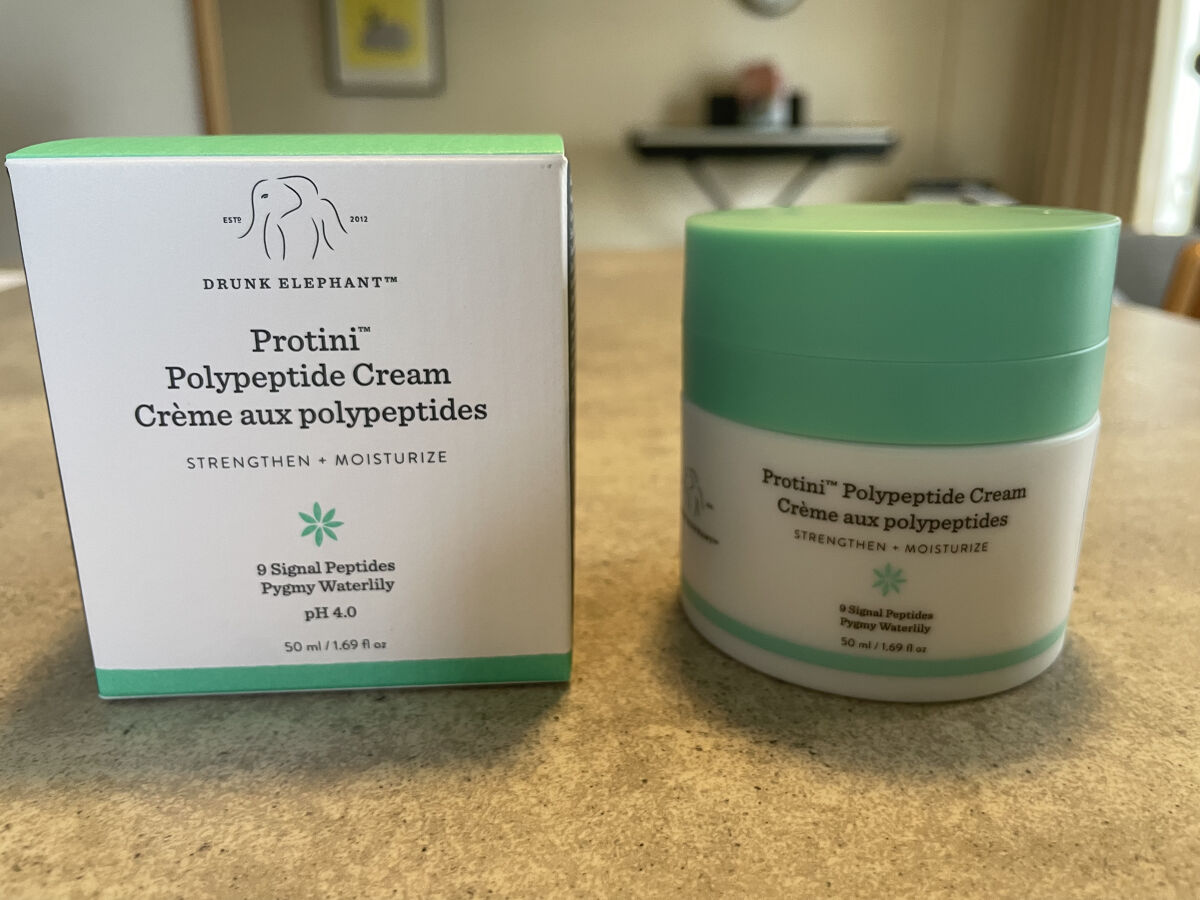 ESTD 2012
DRUNK ELEPHANT™
Protini™
Polypeptide Cream
Crème aux polypeptides
STRENGTHEN + MOISTURIZE
9 Signal Peptides
Pygmy Waterlily
pH 4.0
50 ml / 1.69 fl oz
Protini™ Polypeptide Cream
Crème aux polypeptides
STRENGTHEN + MOISTURIZE
9 Signal Peptides
Pygmy Waterlily
50 ml / 1.69 fl oz